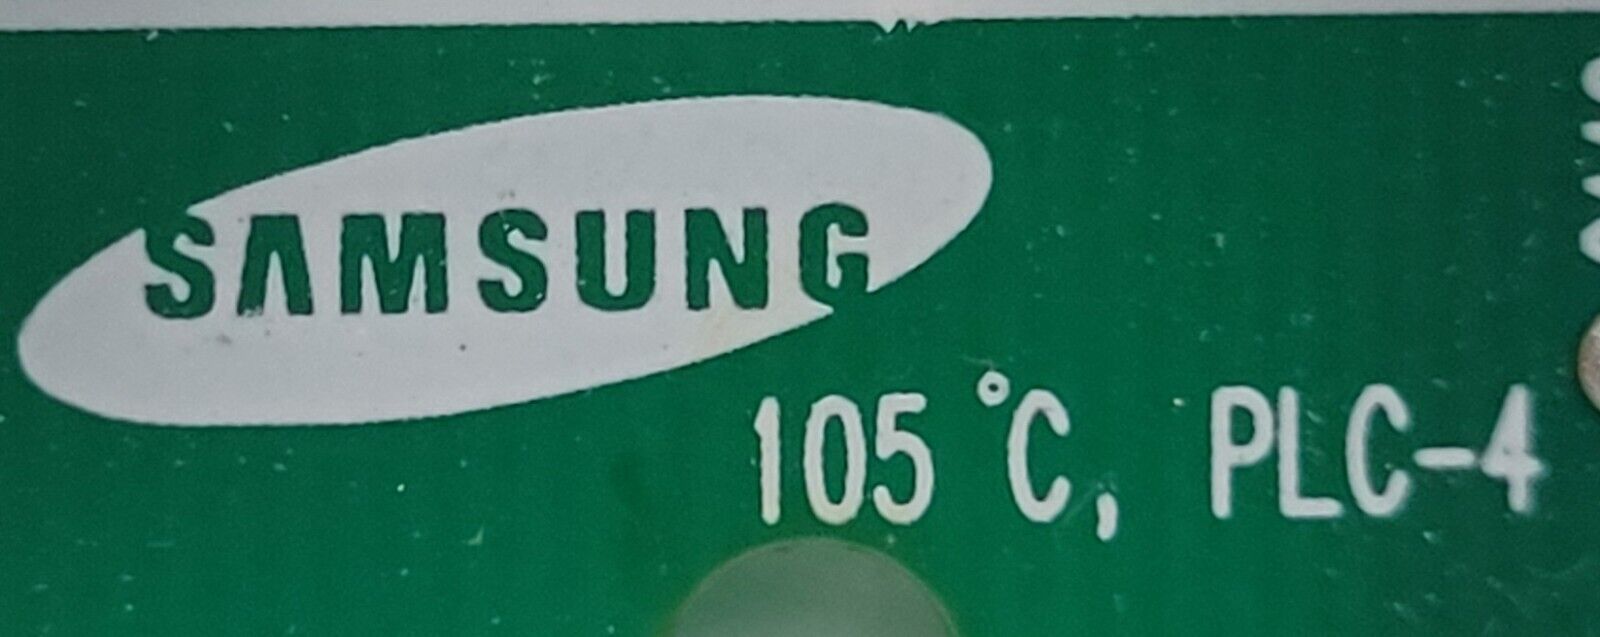 SAMSUNG
105 °C, PLC-4